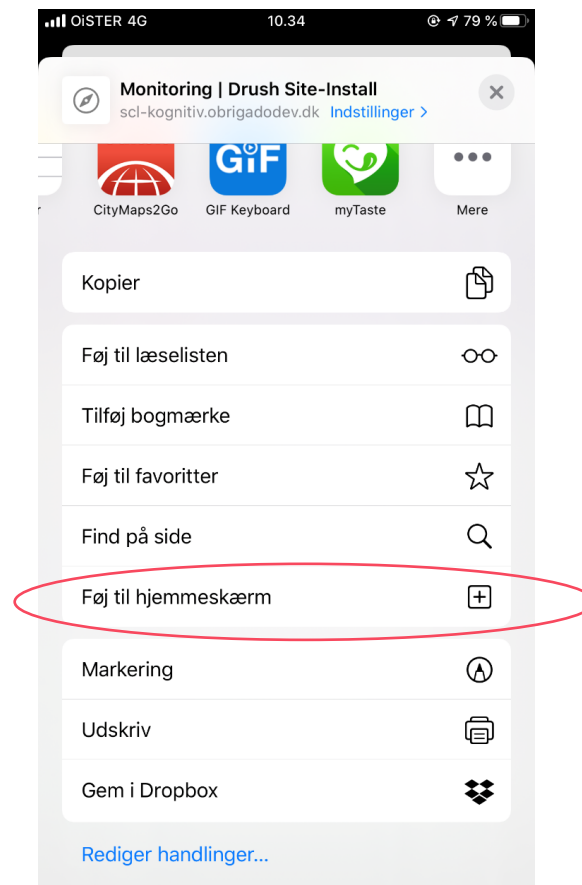 OiSTER 4G 10.34 79 %
Monitoring | Drush Site-Install
scl-kognitiv.obrigadodev.dk Indstillinger >
GIF
r CityMaps2Go GIF Keyboard myTaste Mere
Kopier
Føj til læselisten
Tilføj bogmærke
Føj til favoritter
Find på side
Føj til hjemmeskærm
Markering
Udskriv
Gem i Dropbox
Rediger handlinger...